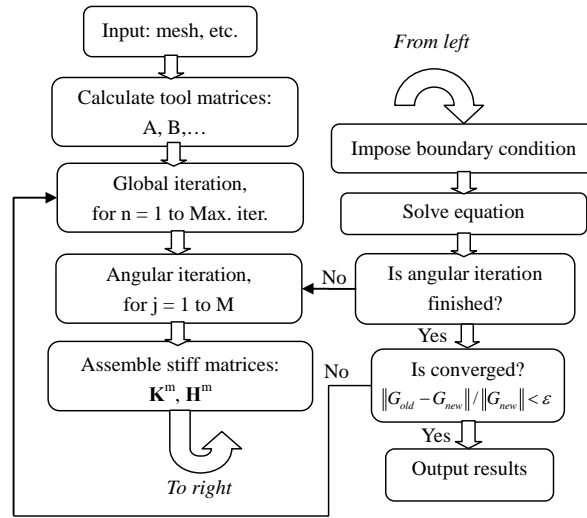 Input: mesh, etc.
Calculate tool matrices:
A, B,…
Global iteration,
for n = 1 to Max. iter.
Angular iteration,
for j = 1 to M
Assemble stiff matrices:
K^m, H^m
To right
From left
Impose boundary condition
Solve equation
Is angular iteration
finished?
No
Yes
Is converged?
‖G_old − G_new‖ / ‖G_new‖ < ε
No
Yes
Output results